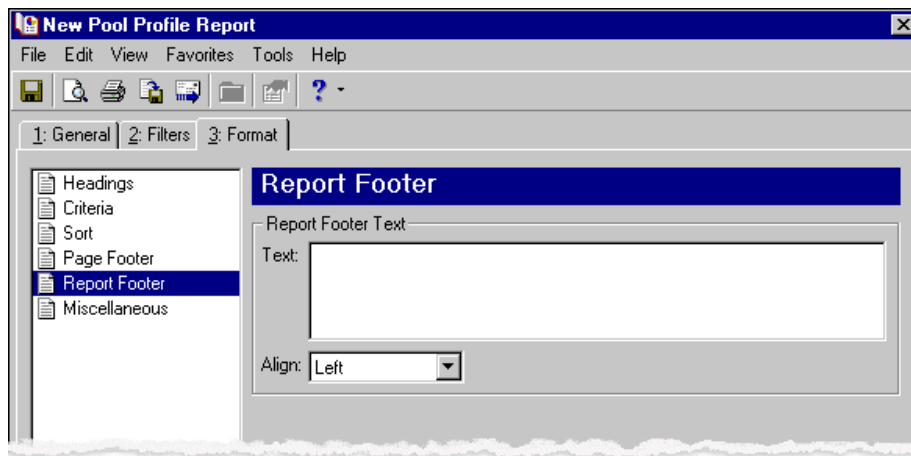 New Pool Profile Report
File Edit View Favorites Tools Help
?
1: General 2: Filters 3: Format
Headings
Criteria
Sort
Page Footer
Report Footer
Miscellaneous
Report Footer
Report Footer Text
Text:
Align: Left